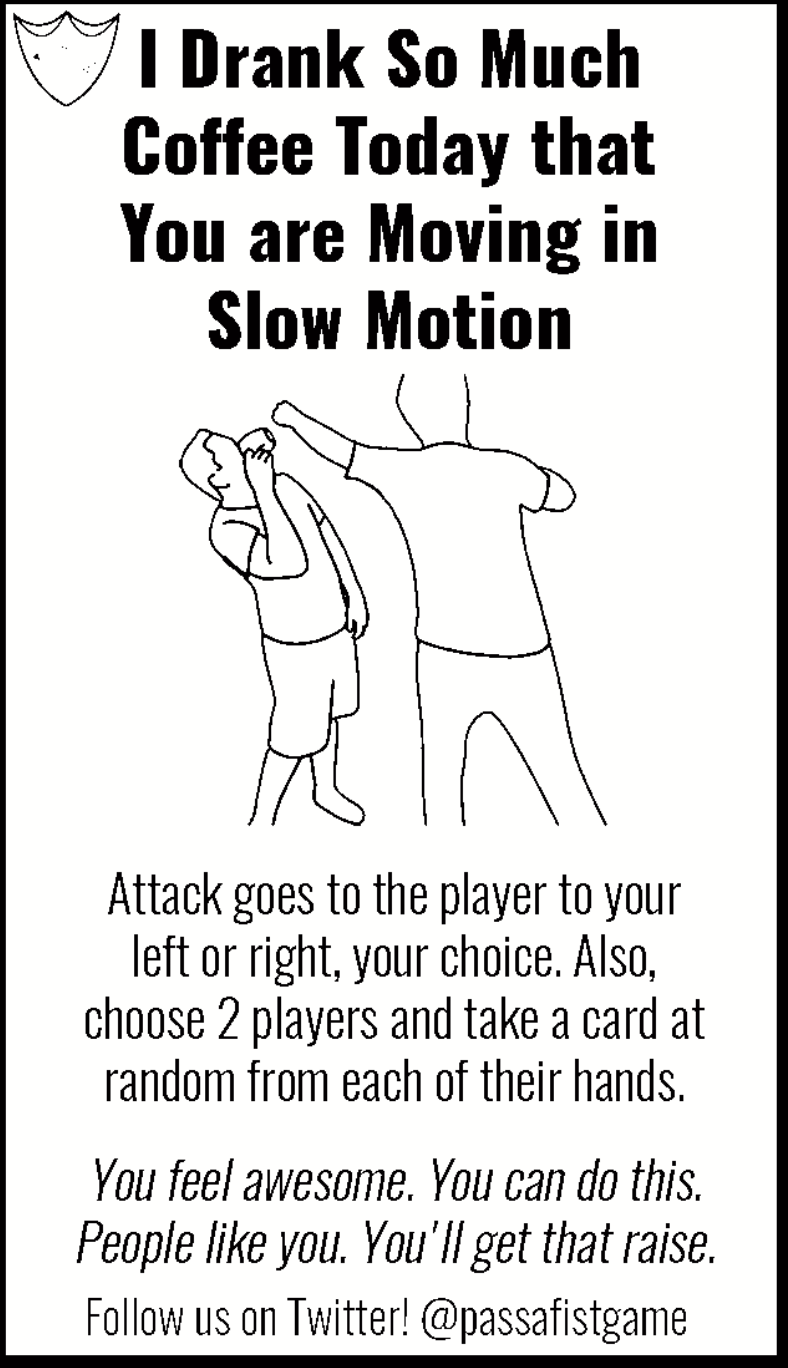 I Drank So Much
Coffee Today that
You are Moving in
Slow Motion
Attack goes to the player to your
left or right, your choice. Also,
choose 2 players and take a card at
random from each of their hands.
You feel awesome. You can do this.
People like you. You'll get that raise.
Follow us on Twitter! @passafistgame